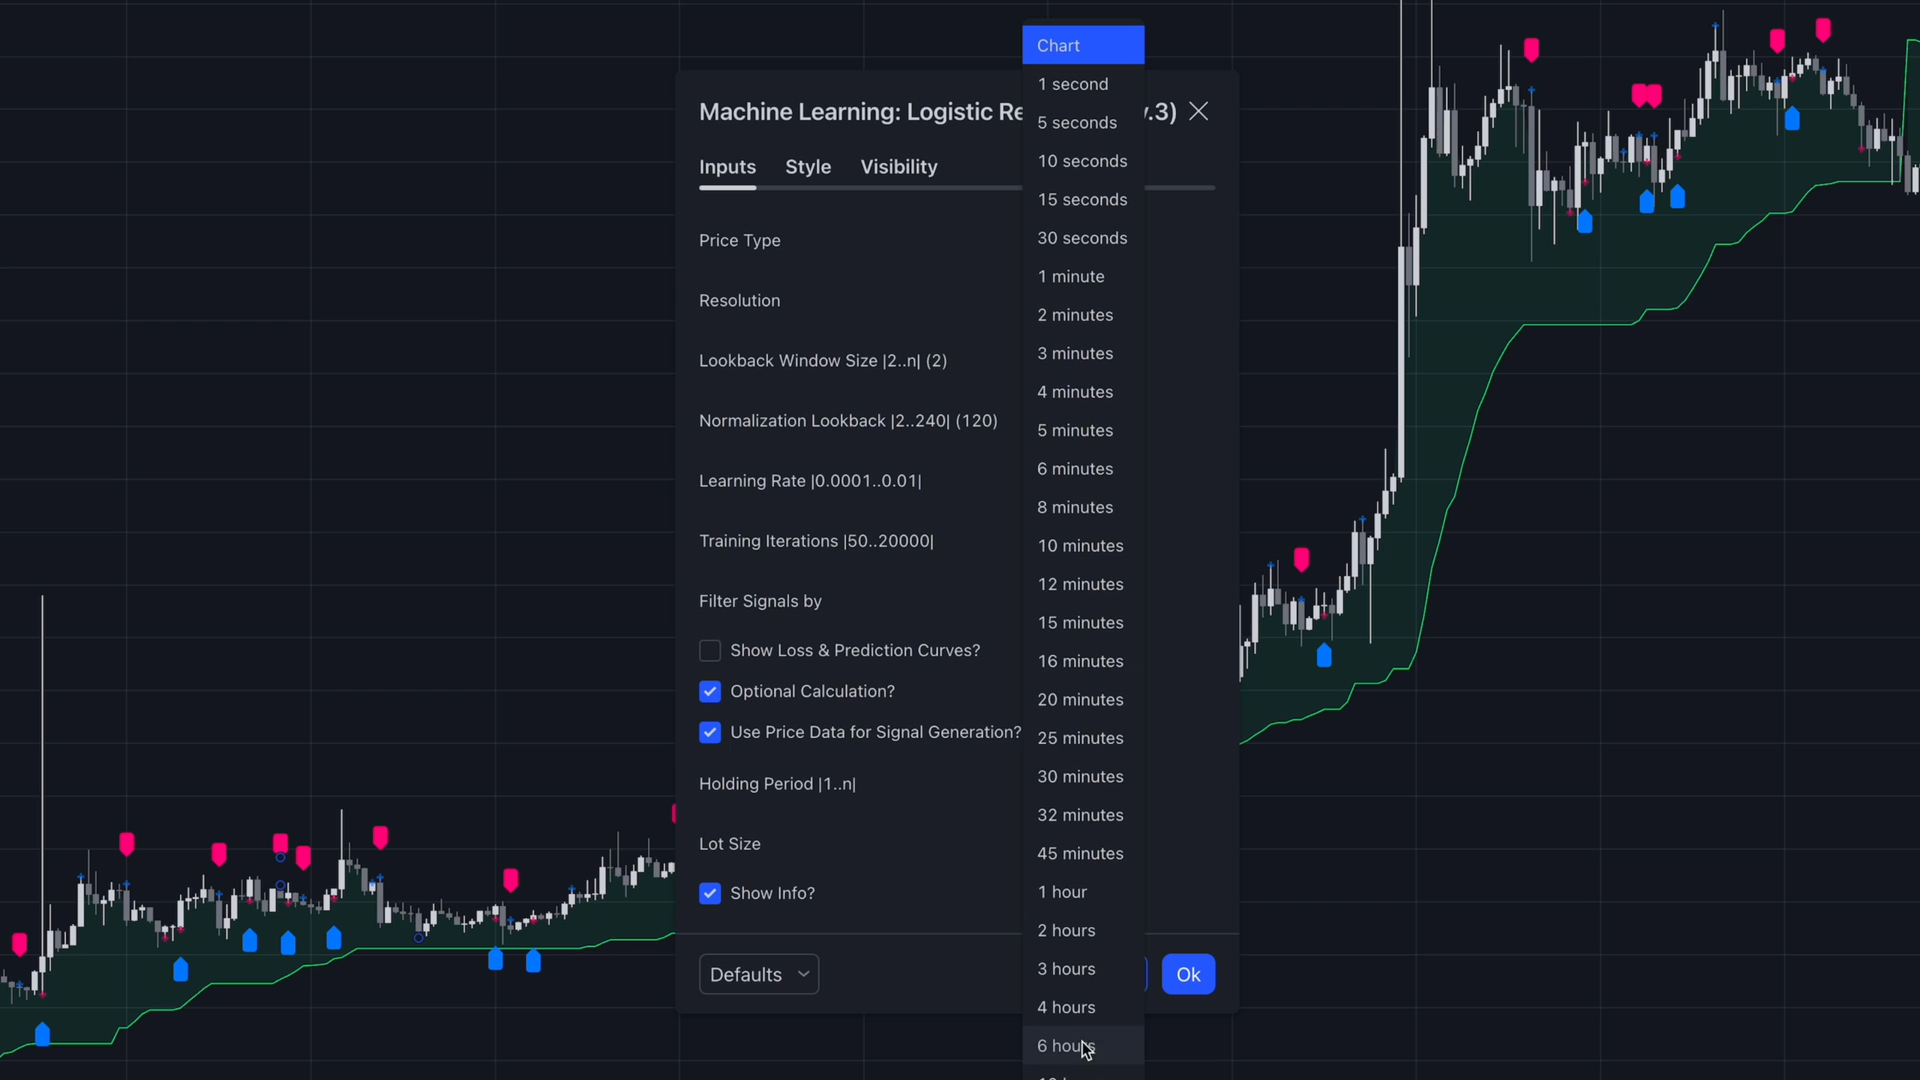 Chart
1 second
5 seconds
10 seconds
15 seconds
30 seconds
1 minute
2 minutes
3 minutes
4 minutes
5 minutes
6 minutes
8 minutes
10 minutes
12 minutes
15 minutes
16 minutes
20 minutes
25 minutes
30 minutes
32 minutes
45 minutes
1 hour
2 hours
3 hours
4 hours
6 hours
Machine Learning: Logistic Re v.3)
Inputs Style Visibility
Price Type
Resolution
Lookback Window Size |2..n| (2)
Normalization Lookback |2..240| (120)
Learning Rate |0.0001..0.01|
Training Iterations |50..20000|
Filter Signals by
Show Loss & Prediction Curves?
Optional Calculation?
Use Price Data for Signal Generation?
Holding Period |1..n|
Lot Size
Show Info?
Defaults
Ok